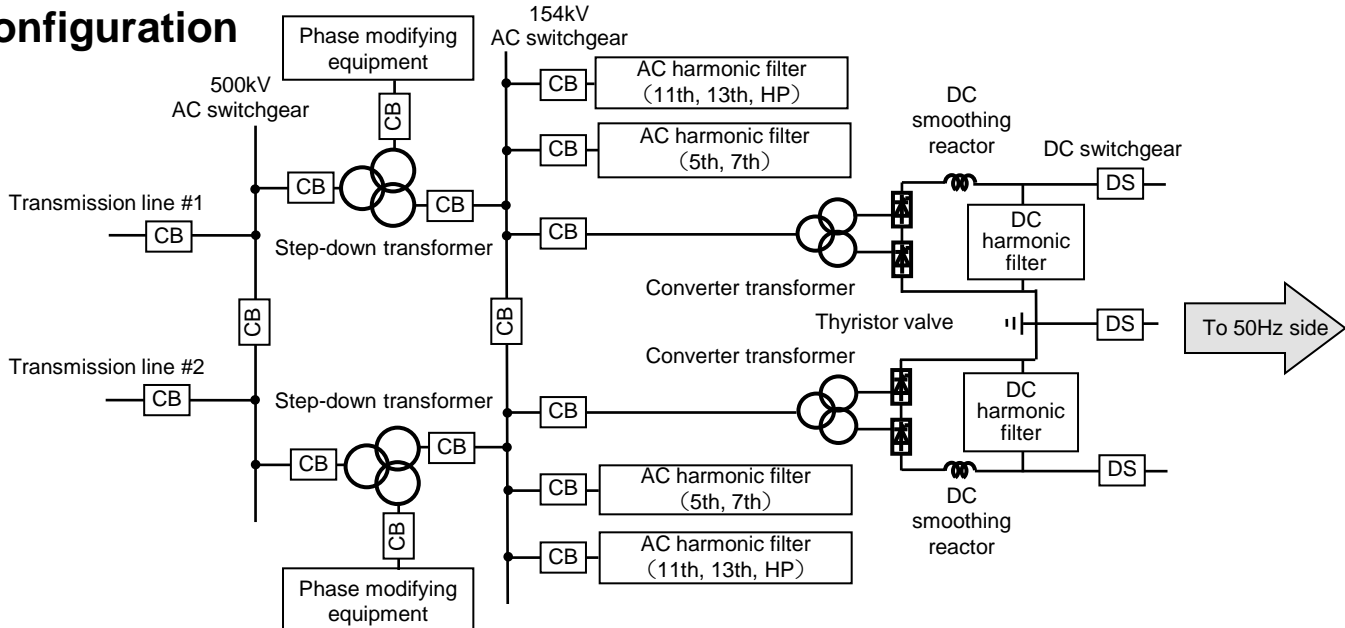 onfiguration
Phase modifying
equipment
154kV
AC switchgear
500kV
AC switchgear
CB
CB
AC harmonic filter
（11th, 13th, HP）
CB
AC harmonic filter
（5th, 7th）
DC
smoothing
reactor
DC switchgear
DS
CB
CB
Transmission line #1
CB
Step-down transformer
CB
DC
harmonic
filter
Converter transformer
CB
CB
Thyristor valve
DS
To 50Hz side
Converter transformer
Transmission line #2
CB
Step-down transformer
CB
DC
harmonic
filter
CB
CB
CB
AC harmonic filter
（5th, 7th）
DS
DC
smoothing
reactor
CB
CB
AC harmonic filter
（11th, 13th, HP）
Phase modifying
equipment